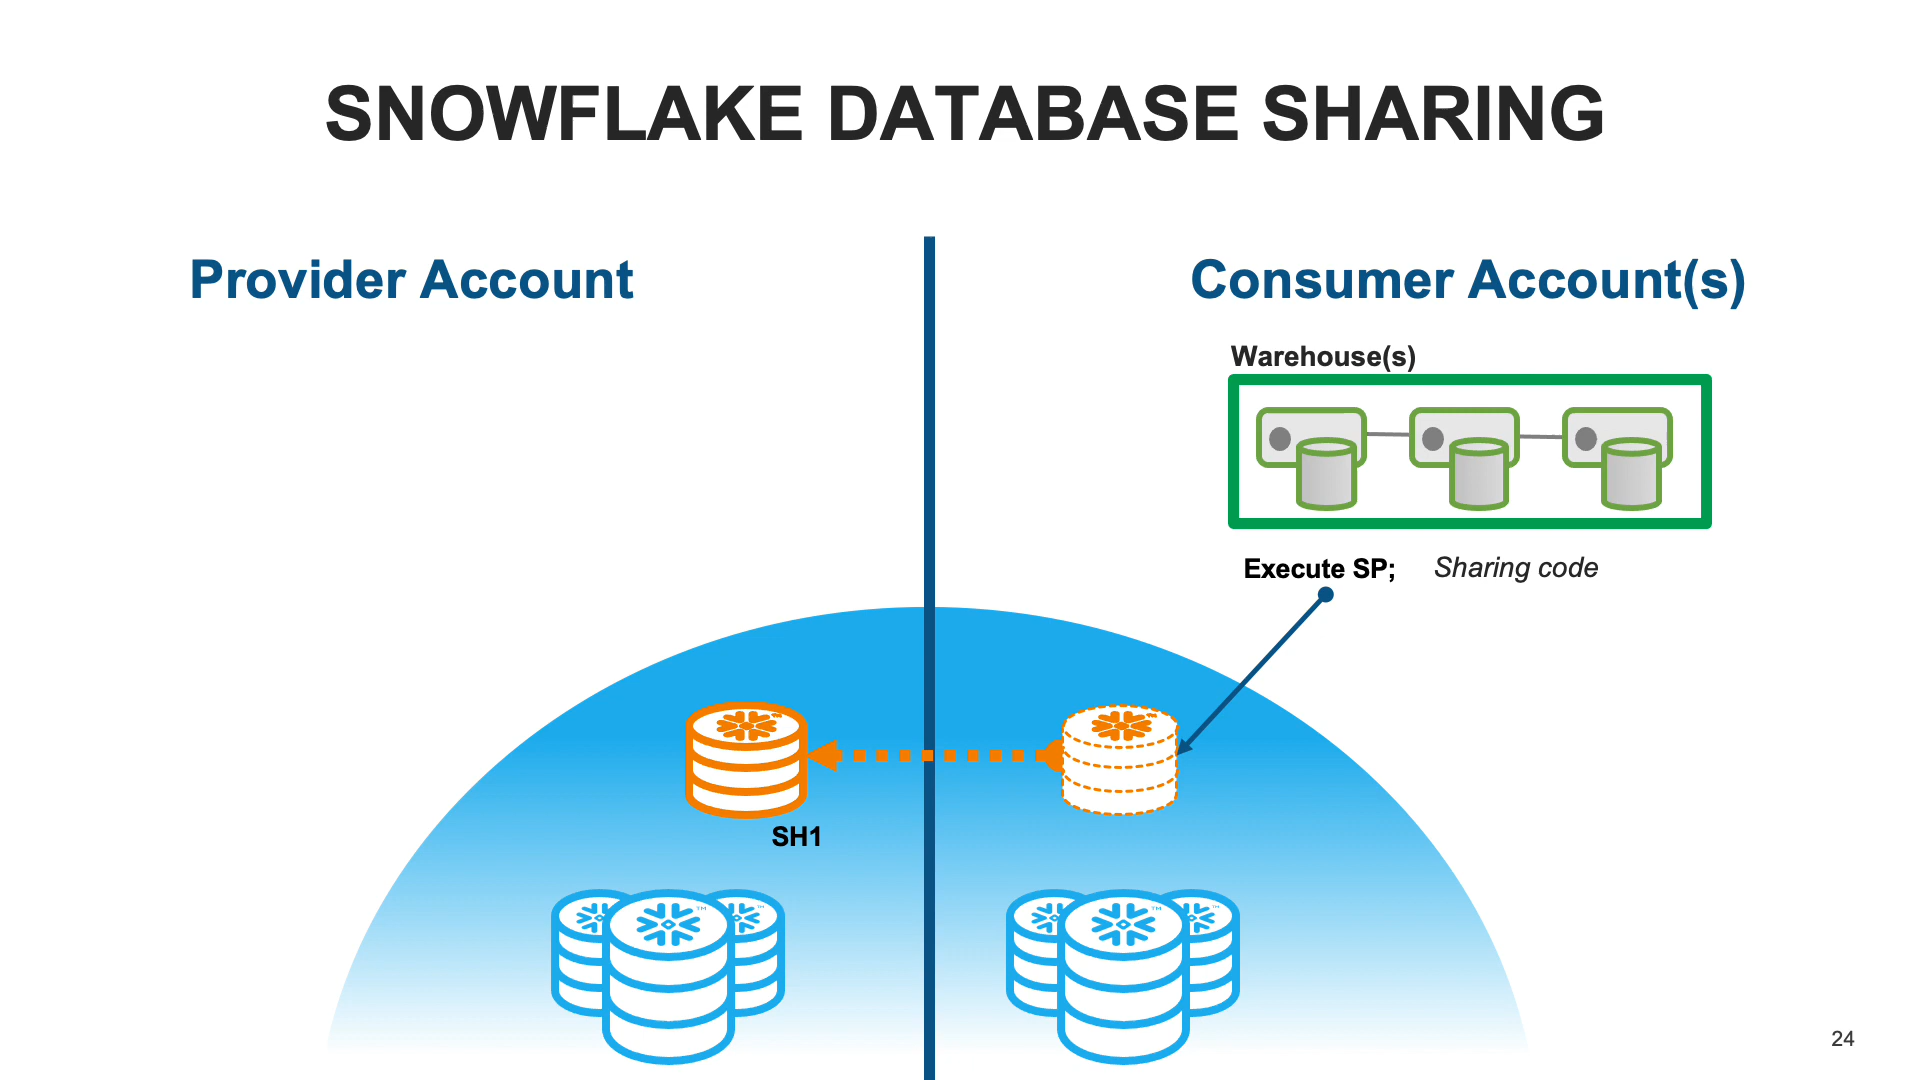 SNOWFLAKE DATABASE SHARING
Provider Account
Consumer Account(s)
Warehouse(s)
Execute SP; Sharing code
SH1
24